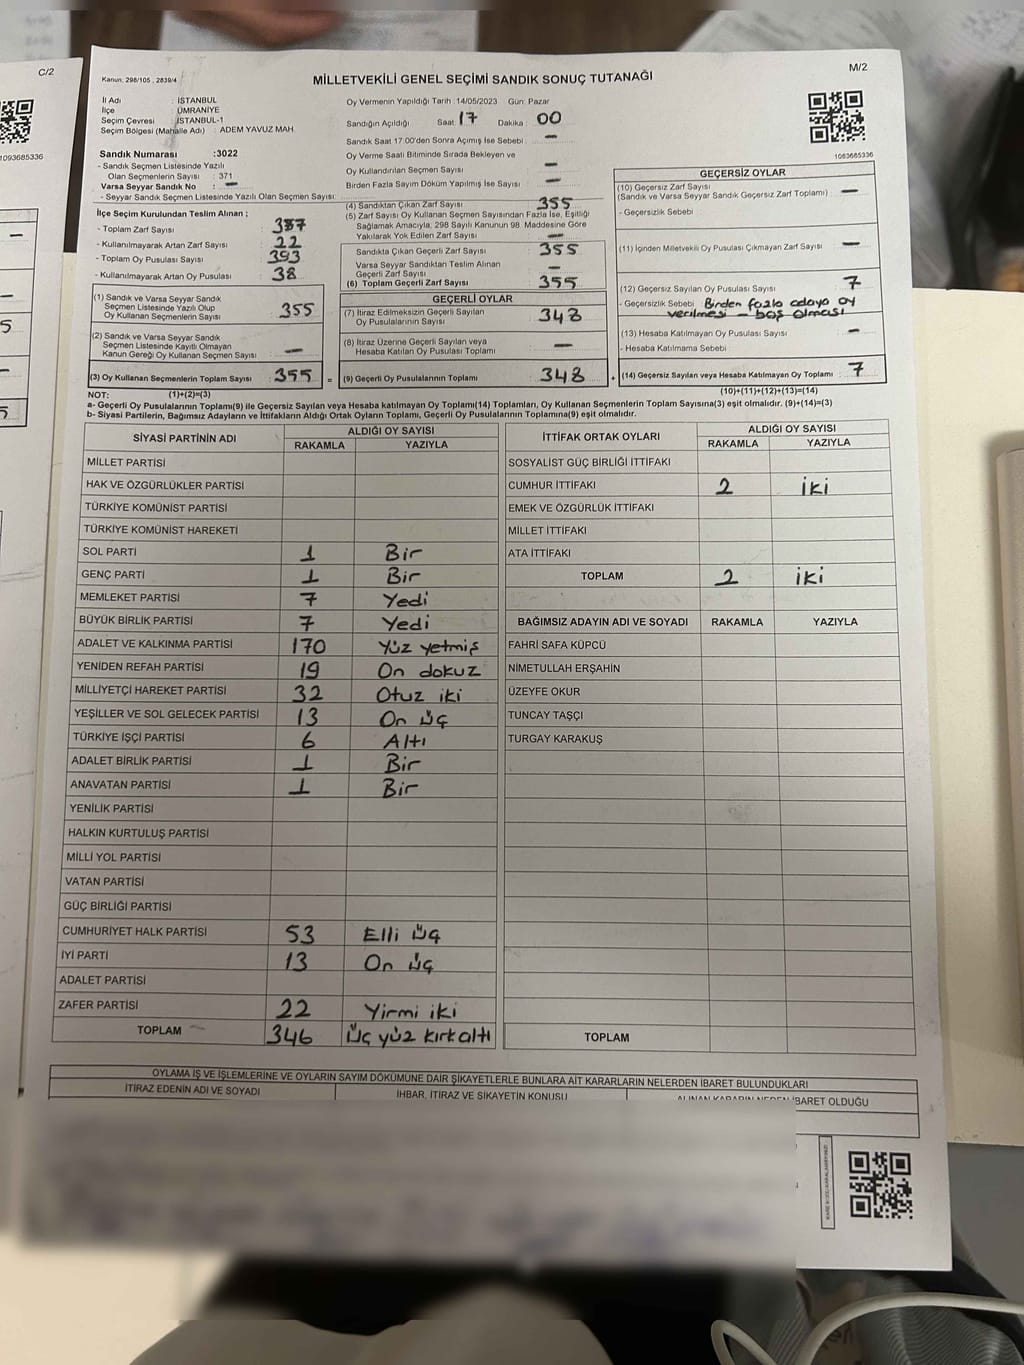 C/2
M/2
Kanun: 298/105 , 2839/4
MİLLETVEKİLİ GENEL SEÇİMİ SANDIK SONUÇ TUTANAĞI
1093685336
1083685336
İl Adı : İSTANBUL
İlçe : ÜMRANİYE
Seçim Çevresi : İSTANBUL-1
Seçim Bölgesi (Mahalle Adı) : ADEM YAVUZ MAH.
Sandık Numarası :3022
- Sandık Seçmen Listesinde Yazılı
Olan Seçmenlerin Sayısı : 371
Varsa Seyyar Sandık No : —
- Seyyar Sandık Seçmen Listesinde Yazılı Olan Seçmen Sayısı:
Oy Vermenin Yapıldığı Tarih :14/05/2023 Gün: Pazar
Sandığın Açıldığı Saat: 17 Dakika: 00
Sandık Saat 17:00'den Sonra Açımış İse Sebebi : —
Oy Verme Saati Bitiminde Sırada Bekleyen ve
Oy Kullandırılan Seçmen Sayısı —
Birden Fazla Sayım Döküm Yapılmış İse Sayısı —
İlçe Seçim Kurulundan Teslim Alınan ;
- Toplam Zarf Sayısı :
- Kullanılmayarak Artan Zarf Sayısı : 22
- Toplam Oy Pusulası Sayısı : 393
- Kullanılmayarak Artan Oy Pusulası : 38
(4) Sandıktan Çıkan Zarf Sayısı 355
(5) Zarf Sayısı Oy Kullanan Seçmen Sayısından Fazla İse, Eşitliği
Sağlamak Amacıyla, 298 Sayılı Kanunun 98. Maddesine Göre
Yakılarak Yok Edilen Zarf Sayısı —
Sandıkta Çıkan Geçerli Zarf Sayısı 355
Varsa Seyyar Sandıktan Teslim Alınan
Geçerli Zarf Sayısı —
(6) Toplam Geçerli Zarf Sayısı 355
GEÇERSİZ OYLAR
(10) Geçersiz Zarf Sayısı
(Sandık ve Varsa Seyyar Sandık Geçersiz Zarf Toplamı) —
- Geçersizlik Sebebi
(11) İçinden Milletvekili Oy Pusulası Çıkmayan Zarf Sayısı —
(12) Geçersiz Sayılan Oy Pusulası Sayısı 7
- Geçersizlik Sebebi Birden fazla adaya oy
verilmesi - boş olması
(13) Hesaba Katılmayan Oy Pusulası Sayısı —
- Hesaba Katılmama Sebebi
(14) Geçersiz Sayılan veya Hesaba Katılmayan Oy Toplamı : 7
(1) Sandık ve Varsa Seyyar Sandık
Seçmen Listesinde Yazılı Olup
Oy Kullanan Seçmenlerin Sayısı : 355
(2) Sandık ve Varsa Seyyar Sandık
Seçmen Listesinde Kayıtlı Olmayan
Kanun Gereği Oy Kullanan Seçmen Sayısı : —
(3) Oy Kullanan Seçmenlerin Toplam Sayısı : 355 =
GEÇERLİ OYLAR
(7) İtiraz Edilmeksizin Geçerli Sayılan
Oy Pusulalarının Sayısı 348
(8) İtiraz Üzerine Geçerli Sayılan veya
Hesaba Katılan Oy Pusulası Toplamı —
(9) Geçerli Oy Pusulalarının Toplamı 348 +
NOT: (1)+(2)=(3)
(10)+(11)+(12)+(13)=(14)
a- Geçerli Oy Pusulalarının Toplamı(9) ile Geçersiz Sayılan veya Hesaba katılmayan Oy Toplamı(14) Toplamları, Oy Kullanan Seçmenlerin Toplam Sayısına(3) eşit olmalıdır. (9)+(14)=(3)
b- Siyasi Partilerin, Bağımsız Adayların ve İttifakların Aldığı Ortak Oyların Toplamı, Geçerli Oy Pusulalarının Toplamına(9) eşit olmalıdır.
SİYASİ PARTİNİN ADI
ALDIĞI OY SAYISI
RAKAMLA YAZIYLA
MİLLET PARTİSİ
HAK VE ÖZGÜRLÜKLER PARTİSİ
TÜRKİYE KOMÜNİST PARTİSİ
TÜRKİYE KOMÜNİST HAREKETİ
SOL PARTİ 1 Bir
GENÇ PARTİ 1 Bir
MEMLEKET PARTİSİ 7 Yedi
BÜYÜK BİRLİK PARTİSİ 7 Yedi
ADALET VE KALKINMA PARTİSİ 170 Yüz yetmiş
YENİDEN REFAH PARTİSİ 19 On dokuz
MİLLİYETÇİ HAREKET PARTİSİ 32 Otuz iki
YEŞİLLER VE SOL GELECEK PARTİSİ 13 On üç
TÜRKİYE İŞÇİ PARTİSİ 6 Altı
ADALET BİRLİK PARTİSİ 1 Bir
ANAVATAN PARTİSİ 1 Bir
YENİLİK PARTİSİ
HALKIN KURTULUŞ PARTİSİ
MİLLİ YOL PARTİSİ
VATAN PARTİSİ
GÜÇ BİRLİĞİ PARTİSİ
CUMHURİYET HALK PARTİSİ 53 Elli üç
İYİ PARTİ 13 On üç
ADALET PARTİSİ
ZAFER PARTİSİ 22 Yirmi iki
TOPLAM 346 Üç yüz kırk altı
İTTİFAK ORTAK OYLARI
ALDIĞI OY SAYISI
RAKAMLA YAZIYLA
SOSYALİST GÜÇ BİRLİĞİ İTTİFAKI
CUMHUR İTTİFAKI 2 İki
EMEK VE ÖZGÜRLÜK İTTİFAKI
MİLLET İTTİFAKI
ATA İTTİFAKI
TOPLAM 2 iki
BAĞIMSIZ ADAYIN ADI VE SOYADI RAKAMLA YAZIYLA
FAHRİ SAFA KÜPCÜ
NİMETULLAH ERŞAHİN
ÜZEYFE OKUR
TUNCAY TAŞÇI
TURGAY KARAKUŞ
TOPLAM
OYLAMA İŞ VE İŞLEMLERİNE VE OYLARIN SAYIM DÖKÜMÜNE DAİR ŞİKAYETLERLE BUNLARA AİT KARARLARIN NELERDEN İBARET BULUNDUKLARI
İTİRAZ EDENİN ADI VE SOYADI
İHBAR, İTİRAZ VE ŞİKAYETİN KONUSU
ALINAN KARARIN NEDEN İBARET OLDUĞU